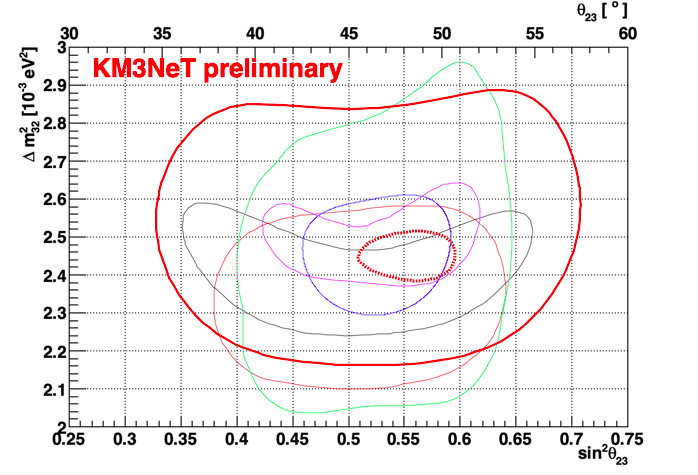 θ23 [ ° ]
30 35 40 45 50 55 60
KM3NeT preliminary
Δ m²32 [10⁻³ eV²]
3
2.9
2.8
2.7
2.6
2.5
2.4
2.3
2.2
2.1
2
0.25 0.3 0.35 0.4 0.45 0.5 0.55 0.6 0.65 0.7 0.75
sin²θ23